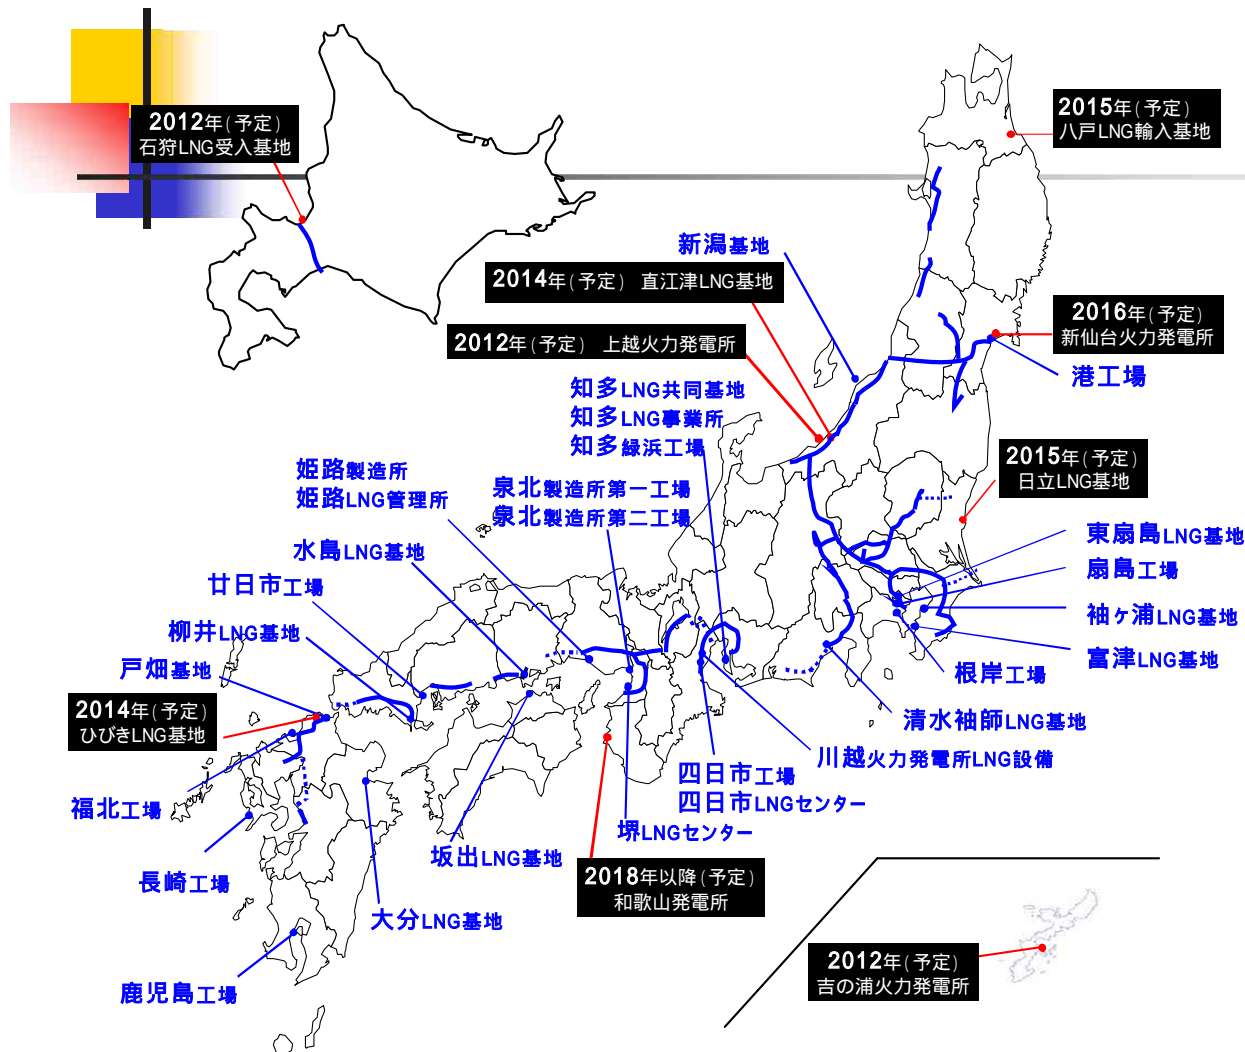 2012年(予定)
石狩LNG受入基地
2015年(予定)
八戸LNG輸入基地
新潟基地
2014年(予定) 直江津LNG基地
2012年(予定) 上越火力発電所
2016年(予定)
新仙台火力発電所
港工場
知多LNG共同基地
知多LNG事業所
知多緑浜工場
2015年(予定)
日立LNG基地
姫路製造所
姫路LNG管理所
泉北製造所第一工場
泉北製造所第二工場
水島LNG基地
廿日市工場
柳井LNG基地
戸畑基地
2014年(予定)
ひびきLNG基地
東扇島LNG基地
扇島工場
袖ヶ浦LNG基地
富津LNG基地
根岸工場
清水袖師LNG基地
川越火力発電所LNG設備
四日市工場
四日市LNGセンター
堺LNGセンター
福北工場
坂出LNG基地
長崎工場
大分LNG基地
2018年以降(予定)
和歌山発電所
鹿児島工場
2012年(予定)
吉の浦火力発電所